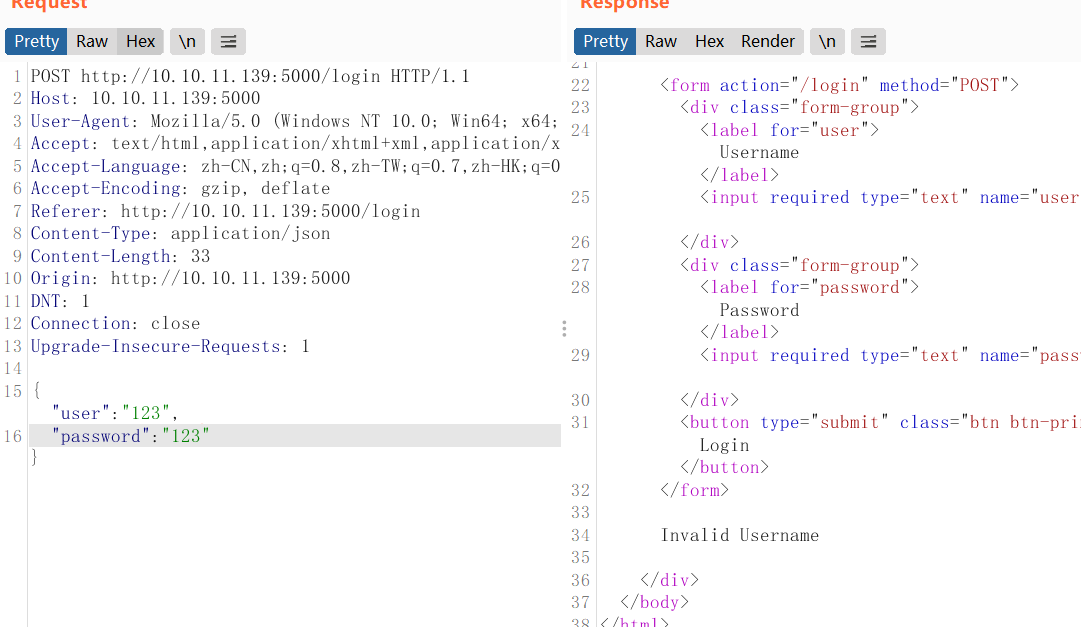 Request
Pretty Raw Hex \n
1 POST http://10.10.11.139:5000/login HTTP/1.1
2 Host: 10.10.11.139:5000
3 User-Agent: Mozilla/5.0 (Windows NT 10.0; Win64; x64;
4 Accept: text/html,application/xhtml+xml,application/x
5 Accept-Language: zh-CN,zh;q=0.8,zh-TW;q=0.7,zh-HK;q=0
6 Accept-Encoding: gzip, deflate
7 Referer: http://10.10.11.139:5000/login
8 Content-Type: application/json
9 Content-Length: 33
10 Origin: http://10.10.11.139:5000
11 DNT: 1
12 Connection: close
13 Upgrade-Insecure-Requests: 1
14
15 {
"user":"123",
16 "password":"123"
}
Response
Pretty Raw Hex Render \n
21
22 <form action="/login" method="POST">
23 <div class="form-group">
24 <label for="user">
Username
</label>
25 <input required type="text" name="user
26 </div>
27 <div class="form-group">
28 <label for="password">
Password
</label>
29 <input required type="text" name="pass
30 </div>
31 <button type="submit" class="btn btn-pri
Login
</button>
32 </form>
33
34 Invalid Username
35
36 </div>
37 </body>
38 </html>